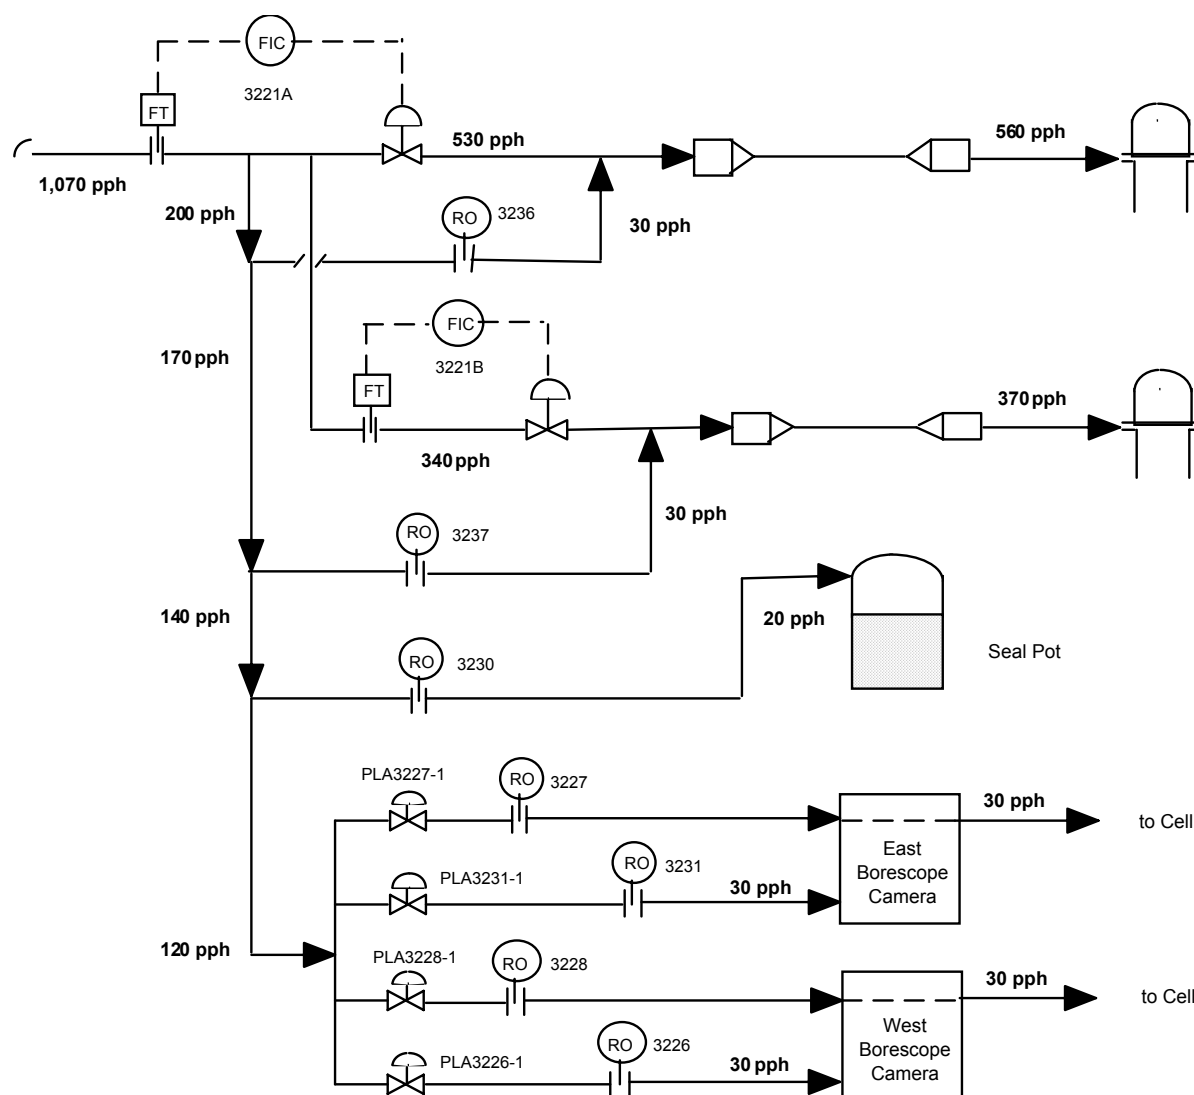 FIC
3221A
FT
530 pph
560 pph
1,070 pph
200 pph
RO
3236
30 pph
FIC
170 pph
3221B
FT
370 pph
340 pph
30 pph
RO
3237
140 pph
20 pph
RO
3230
Seal Pot
PLA3227-1
RO
3227
30 pph
to Cell
East
Borescope
Camera
RO
3231
PLA3231-1
30 pph
120 pph
PLA3228-1
RO
3228
30 pph
to Cell
West
Borescope
Camera
RO
3226
PLA3226-1
30 pph